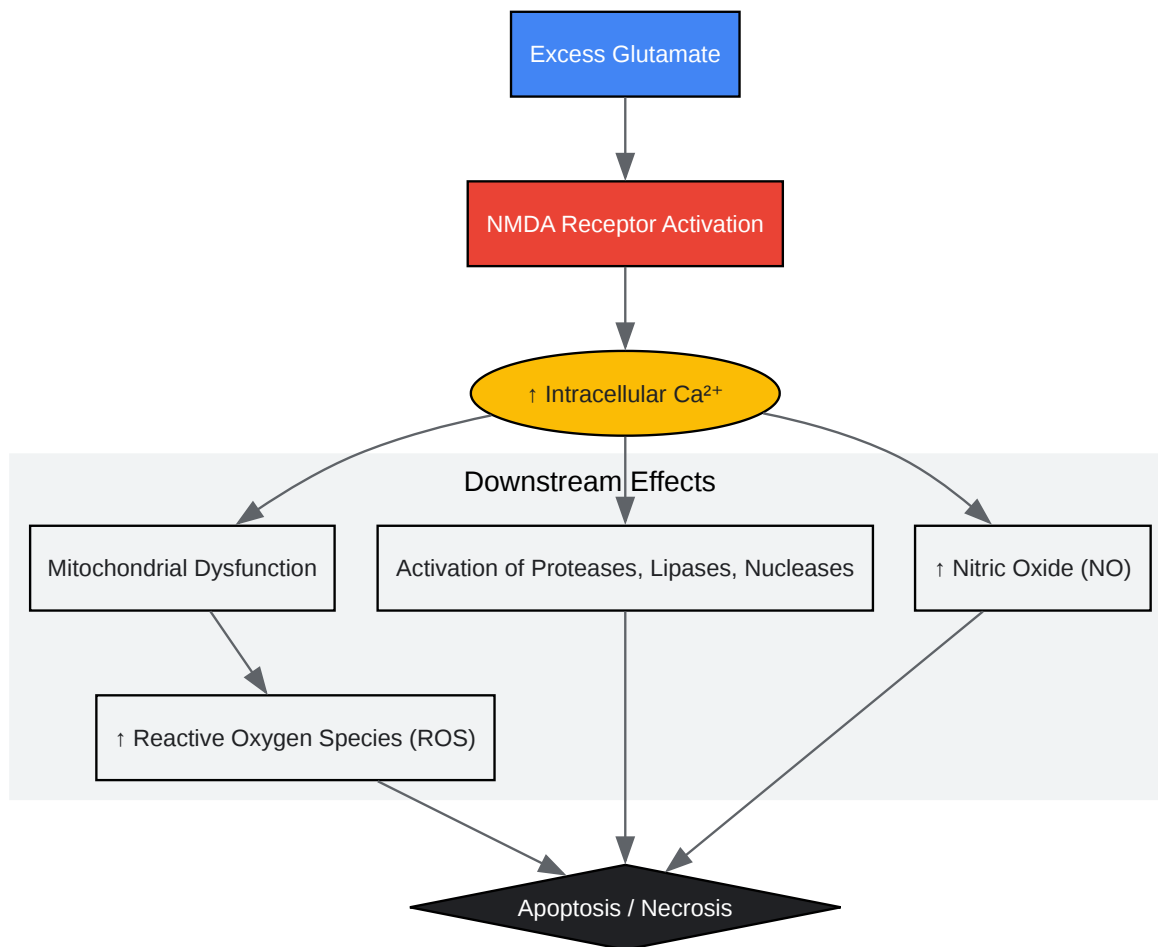 Excess Glutamate
NMDA Receptor Activation
↑ Intracellular Ca²⁺
Downstream Effects
Mitochondrial Dysfunction
Activation of Proteases, Lipases, Nucleases
↑ Nitric Oxide (NO)
↑ Reactive Oxygen Species (ROS)
Apoptosis / Necrosis